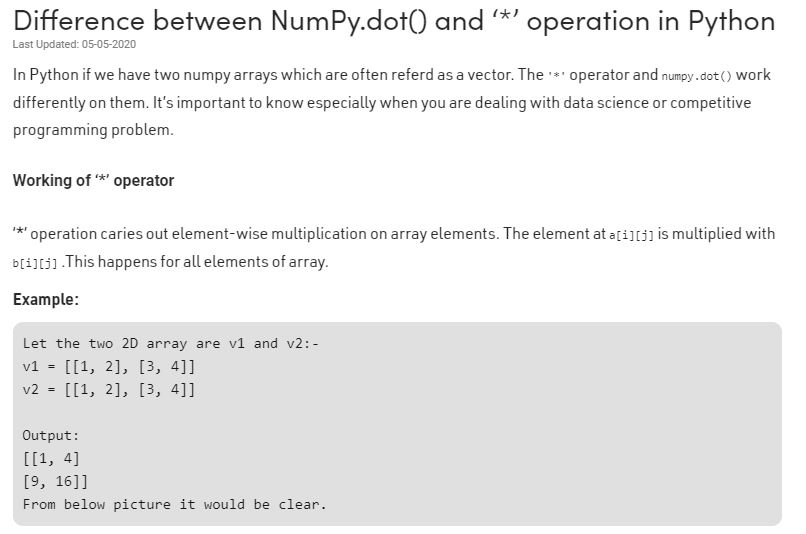 Difference between NumPy.dot() and ‘*’ operation in Python
Last Updated: 05-05-2020
In Python if we have two numpy arrays which are often referd as a vector. The '*' operator and numpy.dot() work
differently on them. It’s important to know especially when you are dealing with data science or competitive
programming problem.
Working of ‘*’ operator
‘*’ operation caries out element-wise multiplication on array elements. The element at a[i][j] is multiplied with
b[i][j] .This happens for all elements of array.
Example:
Let the two 2D array are v1 and v2:-
v1 = [[1, 2], [3, 4]]
v2 = [[1, 2], [3, 4]]
Output:
[[1, 4]
[9, 16]]
From below picture it would be clear.